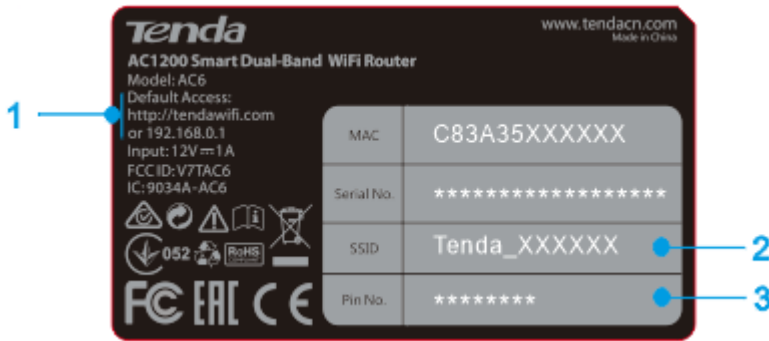 Tenda
www.tendacn.com
Made in China
AC1200 Smart Dual-Band WiFi Router
Model: AC6
Default Access:
http://tendawifi.com
or 192.168.0.1
Input: 12V⎓1A
FCC ID: V7TAC6
IC: 9034A-AC6
052
RoHS
FC EAC CE
MAC C83A35XXXXXX
Serial No. ******************
SSID Tenda_XXXXXX
Pin No. ********
1
2
3